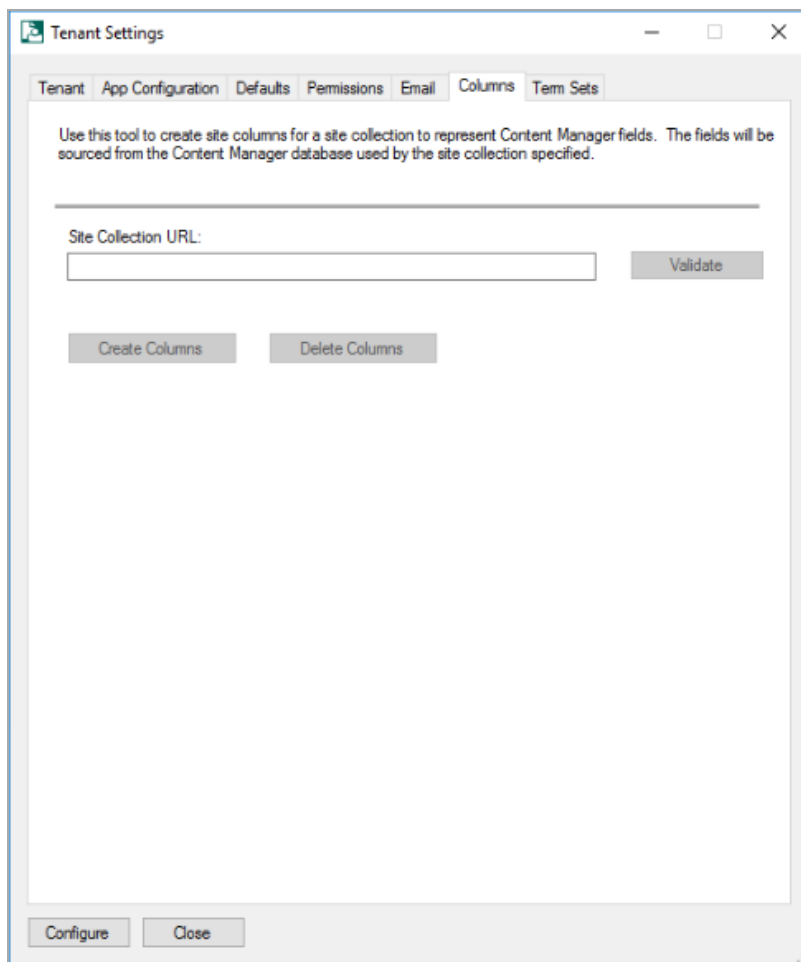 Tenant Settings
Tenant App Configuration Defaults Permissions Email Columns Term Sets
Use this tool to create site columns for a site collection to represent Content Manager fields. The fields will be
sourced from the Content Manager database used by the site collection specified.
Site Collection URL:
Validate
Create Columns Delete Columns
Configure Close